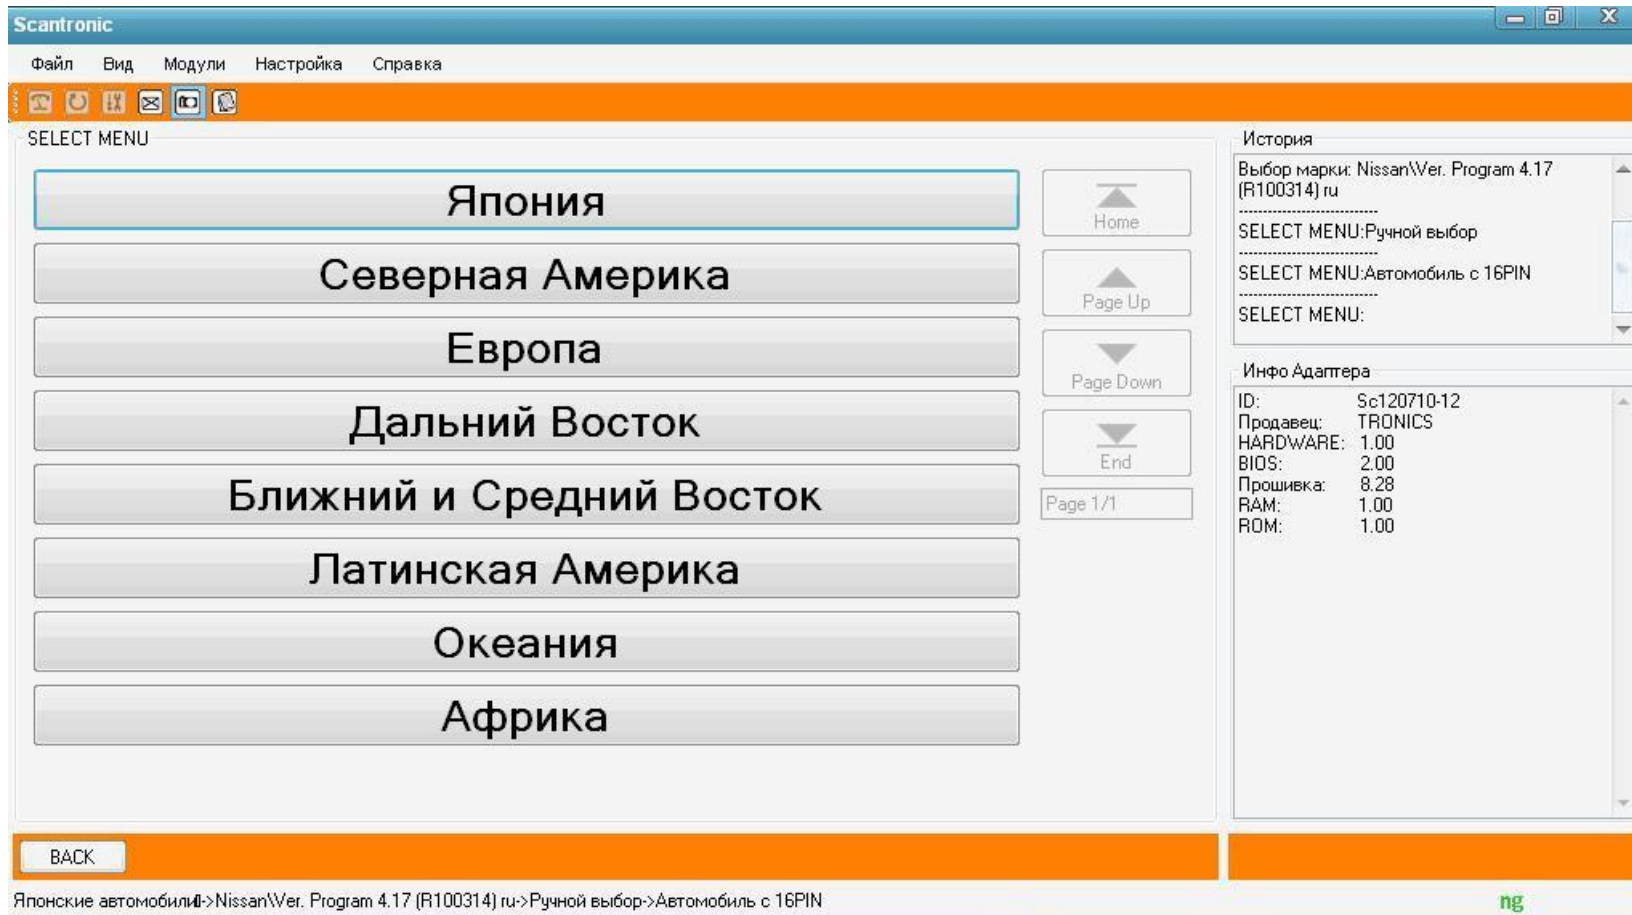 Scantronic
Файл Вид Модули Настройка Справка
SELECT MENU
Япония
Северная Америка
Европа
Дальний Восток
Ближний и Средний Восток
Латинская Америка
Океания
Африка
Home
Page Up
Page Down
End
Page 1/1
История
Выбор марки: Nissan\Ver. Program 4.17
(R100314) ru
----------------------------
SELECT MENU:Ручной выбор
----------------------------
SELECT MENU:Автомобиль с 16PIN
----------------------------
SELECT MENU:
Инфо Адаптера
ID: Sc120710-12
Продавец: TRONICS
HARDWARE: 1.00
BIOS: 2.00
Прошивка: 8.28
RAM: 1.00
ROM: 1.00
BACK
Японские автомобили->Nissan\Ver. Program 4.17 (R100314) ru->Ручной выбор->Автомобиль с 16PIN
ng